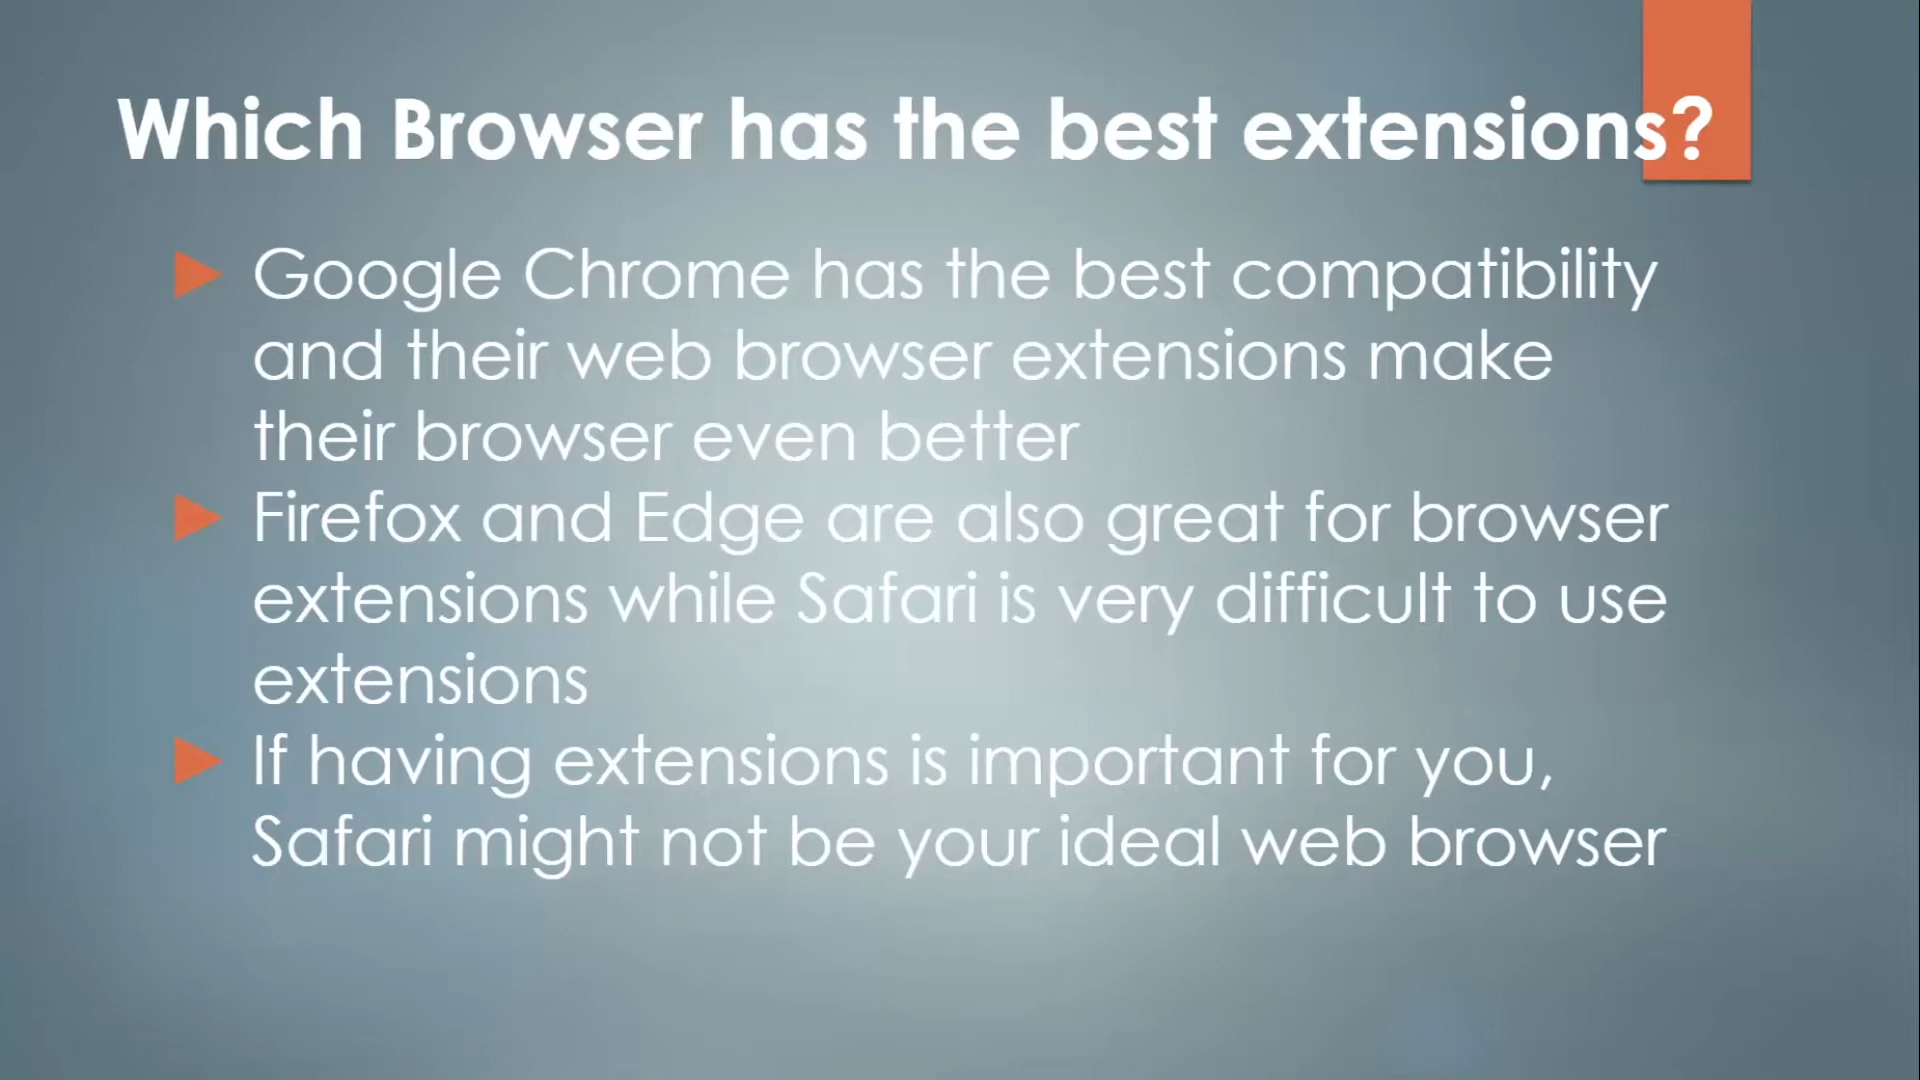 Which Browser has the best extensions?
Google Chrome has the best compatibility
and their web browser extensions make
their browser even better
Firefox and Edge are also great for browser
extensions while Safari is very difficult to use
extensions
If having extensions is important for you,
Safari might not be your ideal web browser